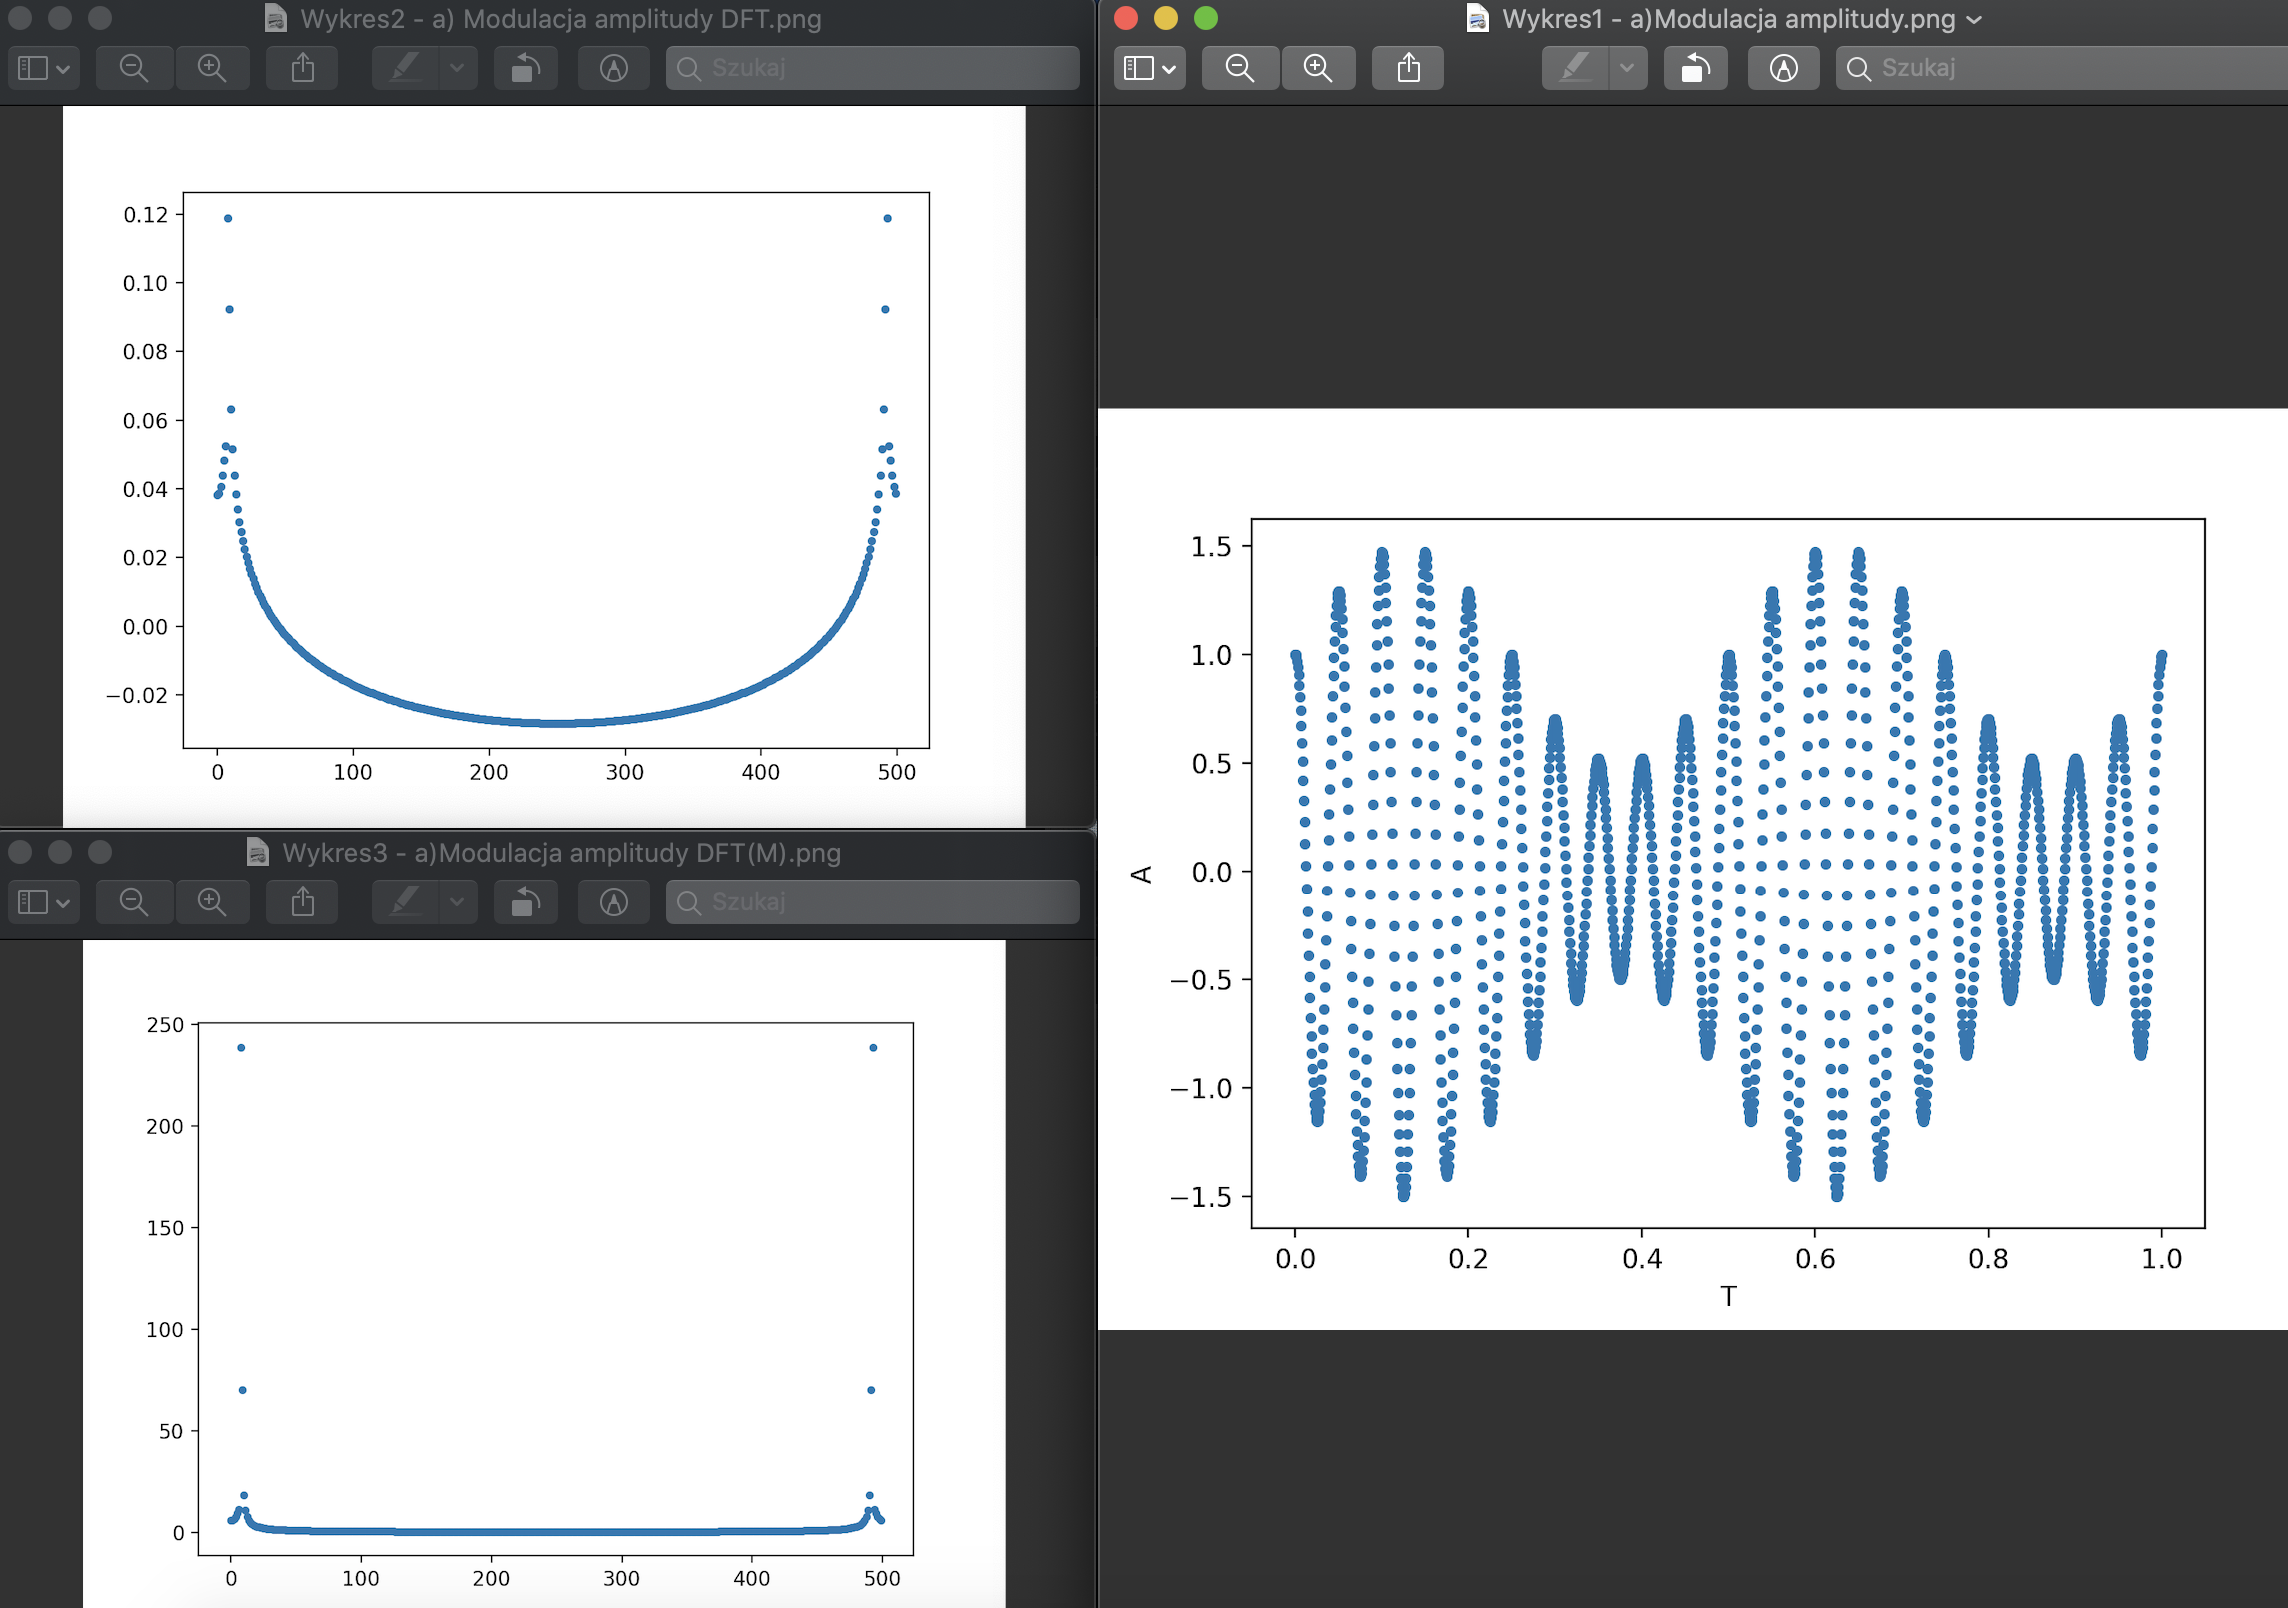 Wykres2 - a) Modulacja amplitudy DFT.png
Szukaj
0.12
0.10
0.08
0.06
0.04
0.02
0.00
−0.02
0 100 200 300 400 500
Wykres3 - a)Modulacja amplitudy DFT(M).png
Szukaj
250
200
150
100
50
0
0 100 200 300 400 500
Wykres1 - a)Modulacja amplitudy.png
Szukaj
1.5
1.0
0.5
0.0
−0.5
−1.0
−1.5
A
0.0 0.2 0.4 0.6 0.8 1.0
T